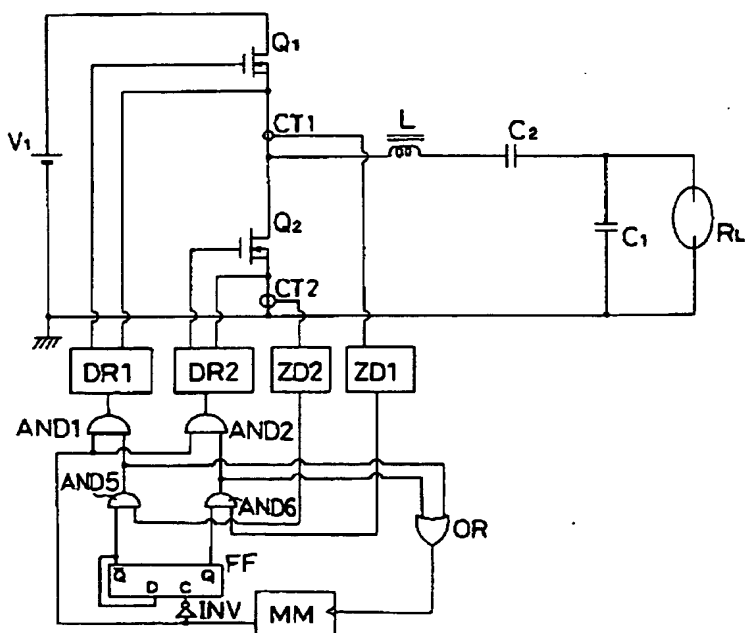 Q1
CT1
L
C2
V1
Q2
C1
RL
CT2
DR1
DR2
ZD2
ZD1
AND1
AND2
AND5
AND6
OR
Q̅
D
C
Q
FF
INV
MM